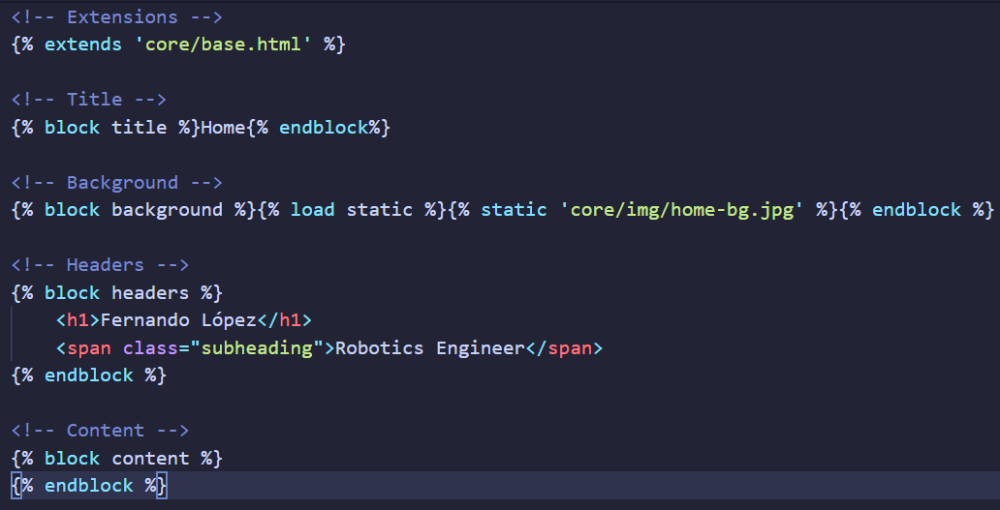 <!-- Extensions -->
{% extends 'core/base.html' %}
<!-- Title -->
{% block title %}Home{% endblock%}
<!-- Background -->
{% block background %}{% load static %}{% static 'core/img/home-bg.jpg' %}{% endblock %}
<!-- Headers -->
{% block headers %}
    <h1>Fernando López</h1>
    <span class="subheading">Robotics Engineer</span>
{% endblock %}
<!-- Content -->
{% block content %}
{% endblock %}